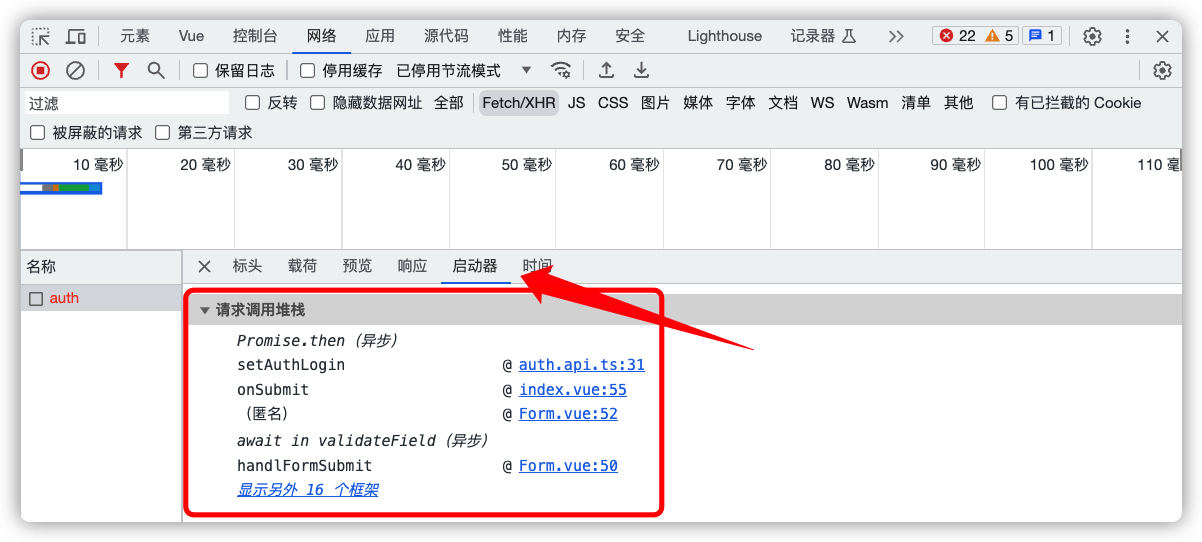 元素 Vue 控制台 网络 应用 源代码 性能 内存 安全 Lighthouse 记录器 22 5 1
保留日志 停用缓存 已停用节流模式
过滤 反转 隐藏数据网址 全部 Fetch/XHR JS CSS 图片 媒体 字体 文档 WS Wasm 清单 其他 有已拦截的 Cookie
被屏蔽的请求 第三方请求
10 毫秒 20 毫秒 30 毫秒 40 毫秒 50 毫秒 60 毫秒 70 毫秒 80 毫秒 90 毫秒 100 毫秒 110 毫
名称 标头 载荷 预览 响应 启动器 时间
auth
请求调用堆栈
Promise.then（异步）
setAuthLogin @ auth.api.ts:31
onSubmit @ index.vue:55
（匿名） @ Form.vue:52
await in validateField（异步）
handlFormSubmit @ Form.vue:50
显示另外 16 个框架